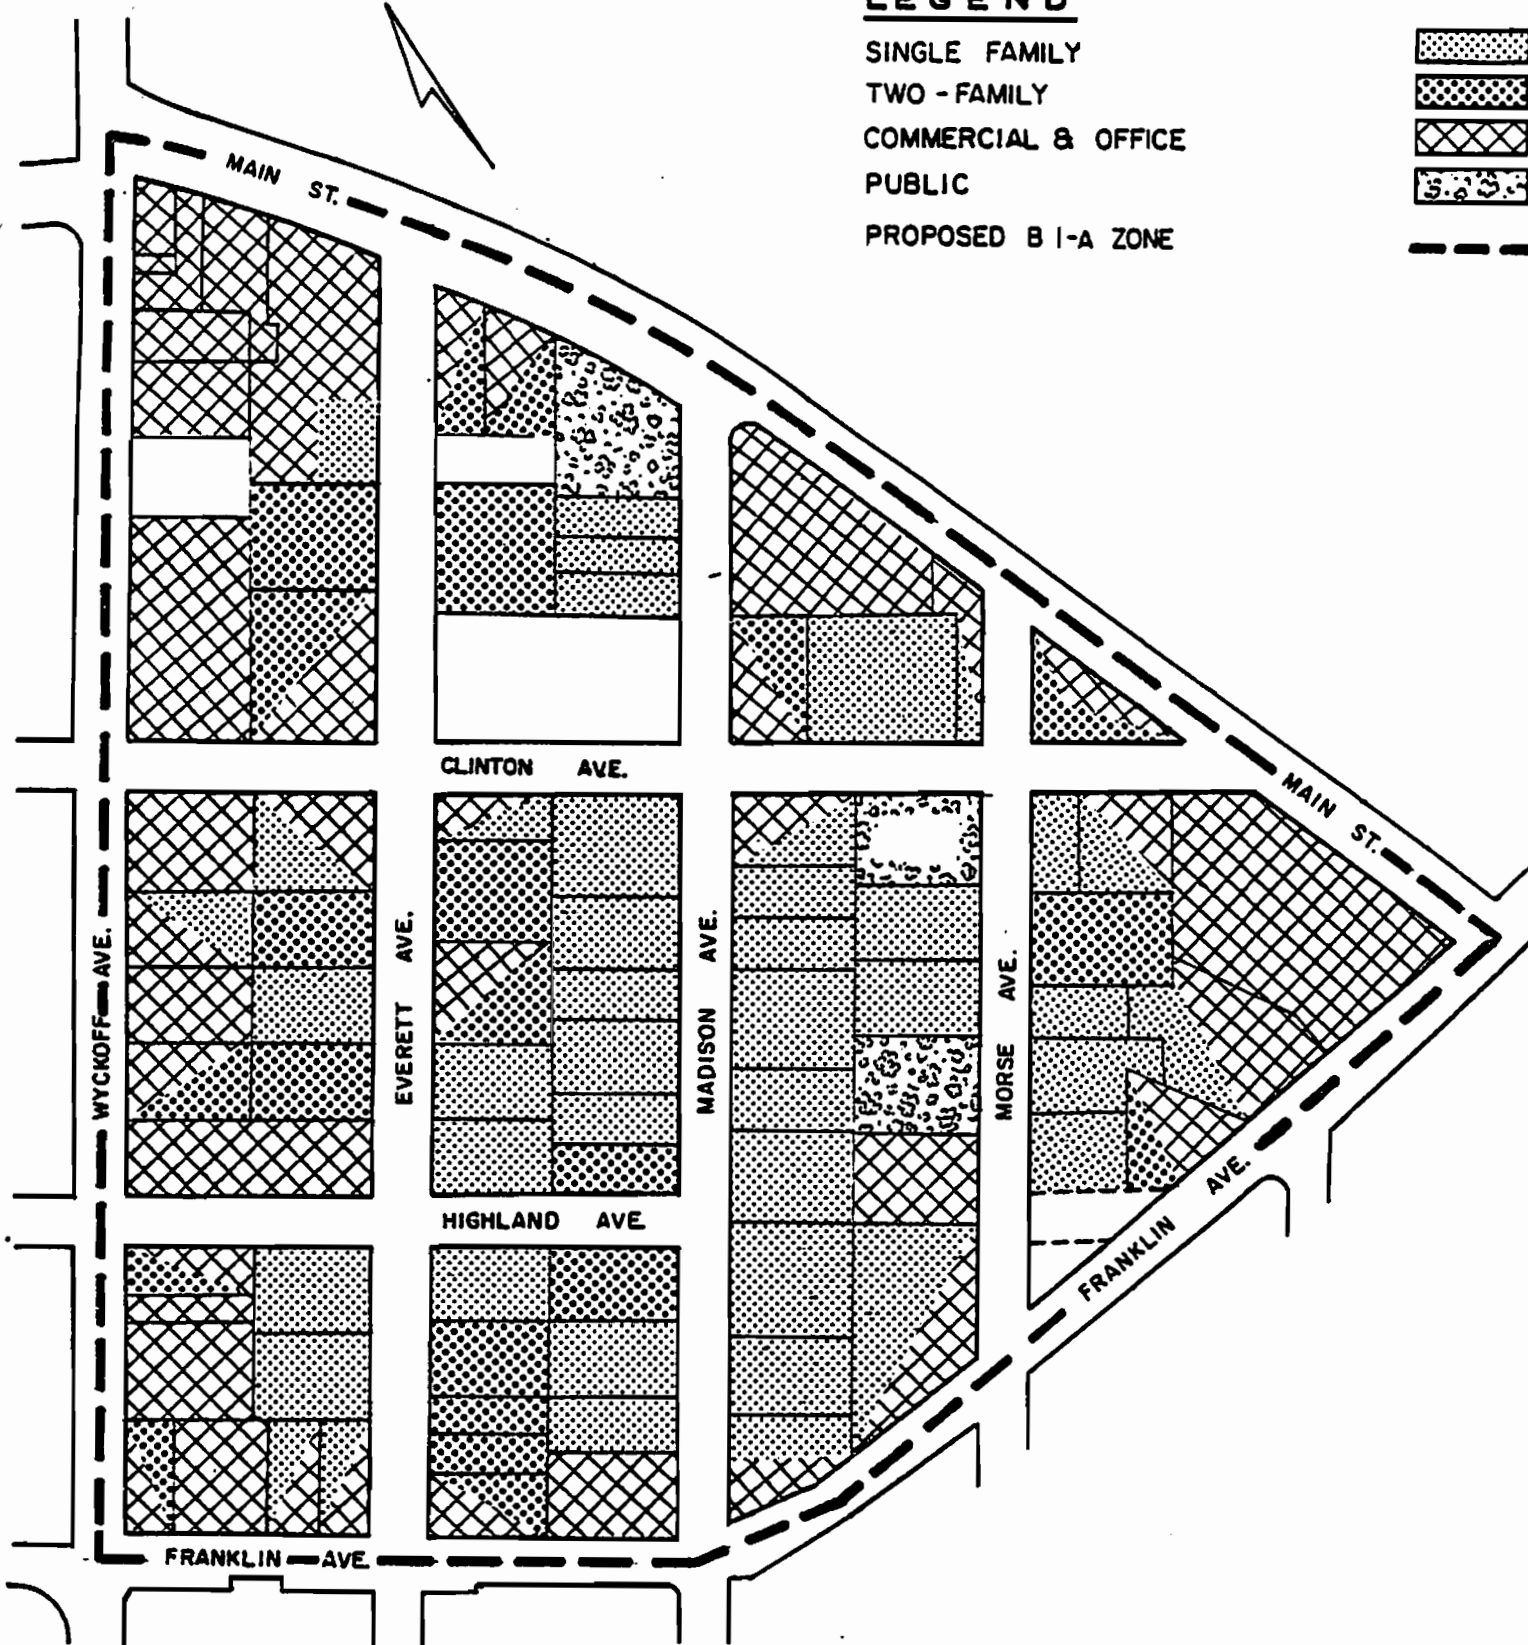 LEGEND
SINGLE FAMILY
TWO - FAMILY
COMMERCIAL & OFFICE
PUBLIC
PROPOSED B I-A ZONE
MAIN ST.
CLINTON AVE.
MAIN ST.
WYCKOFF AVE.
EVERETT AVE.
MADISON AVE.
MORSE AVE.
HIGHLAND AVE
FRANKLIN AVE.
FRANKLIN AVE